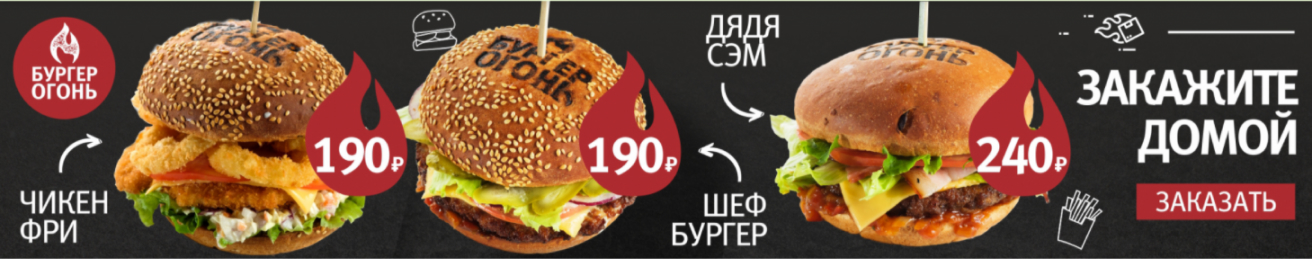 БУРГЕР
ОГОНЬ
ЧИКЕН
ФРИ
БУРГЕР
ОГОНЬ
190₽
БУРГЕР
ОГОНЬ
190₽
ШЕФ
БУРГЕР
ДЯДЯ
СЭМ
ОГОНЬ
240₽
ЗАКАЖИТЕ
ДОМОЙ
ЗАКАЗАТЬ